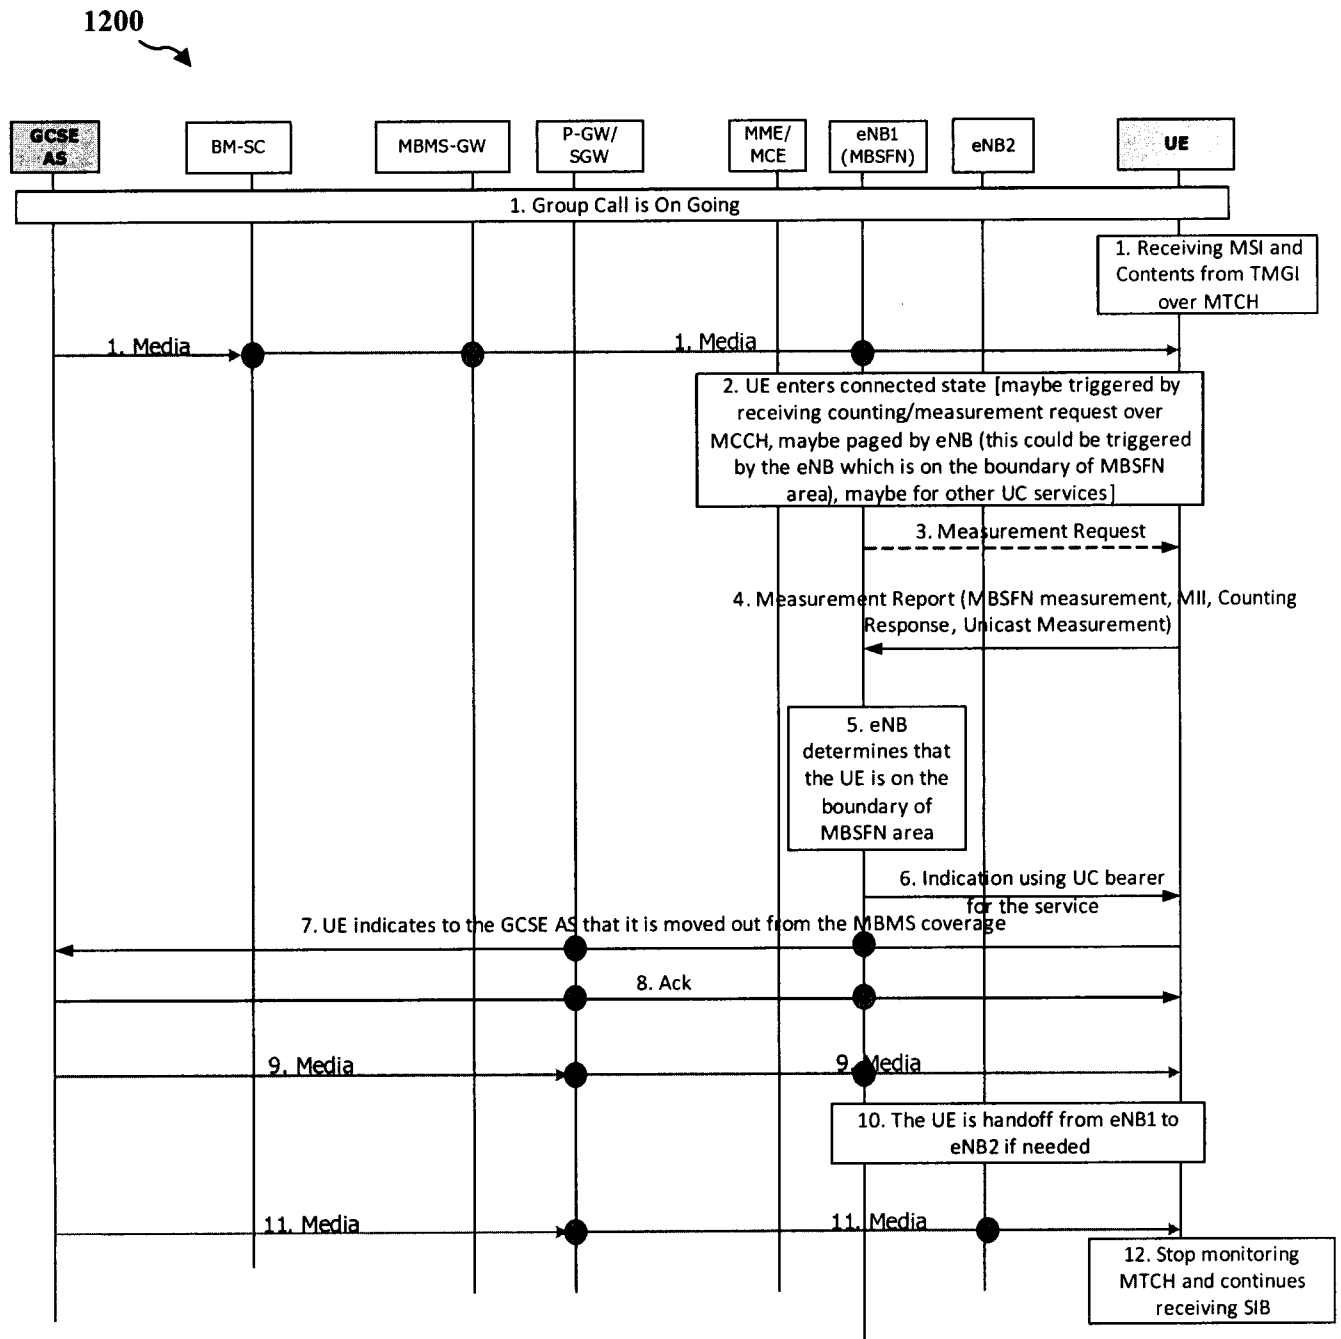 1200
GCSE
AS
BM-SC
MBMS-GW
P-GW/
SGW
MME/
MCE
eNB1
(MBSFN)
eNB2
UE
1. Group Call is On Going
1. Receiving MSI and
Contents from TMGI
over MTCH
1. Media
1. Media
2. UE enters connected state [maybe triggered by
receiving counting/measurement request over
MCCH, maybe paged by eNB (this could be triggered
by the eNB which is on the boundary of MBSFN
area), maybe for other UC services]
3. Measurement Request
4. Measurement Report (MBSFN measurement, MII, Counting
Response, Unicast Measurement)
5. eNB
determines that
the UE is on the
boundary of
MBSFN area
6. Indication using UC bearer
for the service
7. UE indicates to the GCSE AS that it is moved out from the MBMS coverage
8. Ack
9. Media
9. Media
10. The UE is handoff from eNB1 to
eNB2 if needed
11. Media
11. Media
12. Stop monitoring
MTCH and continues
receiving SIB